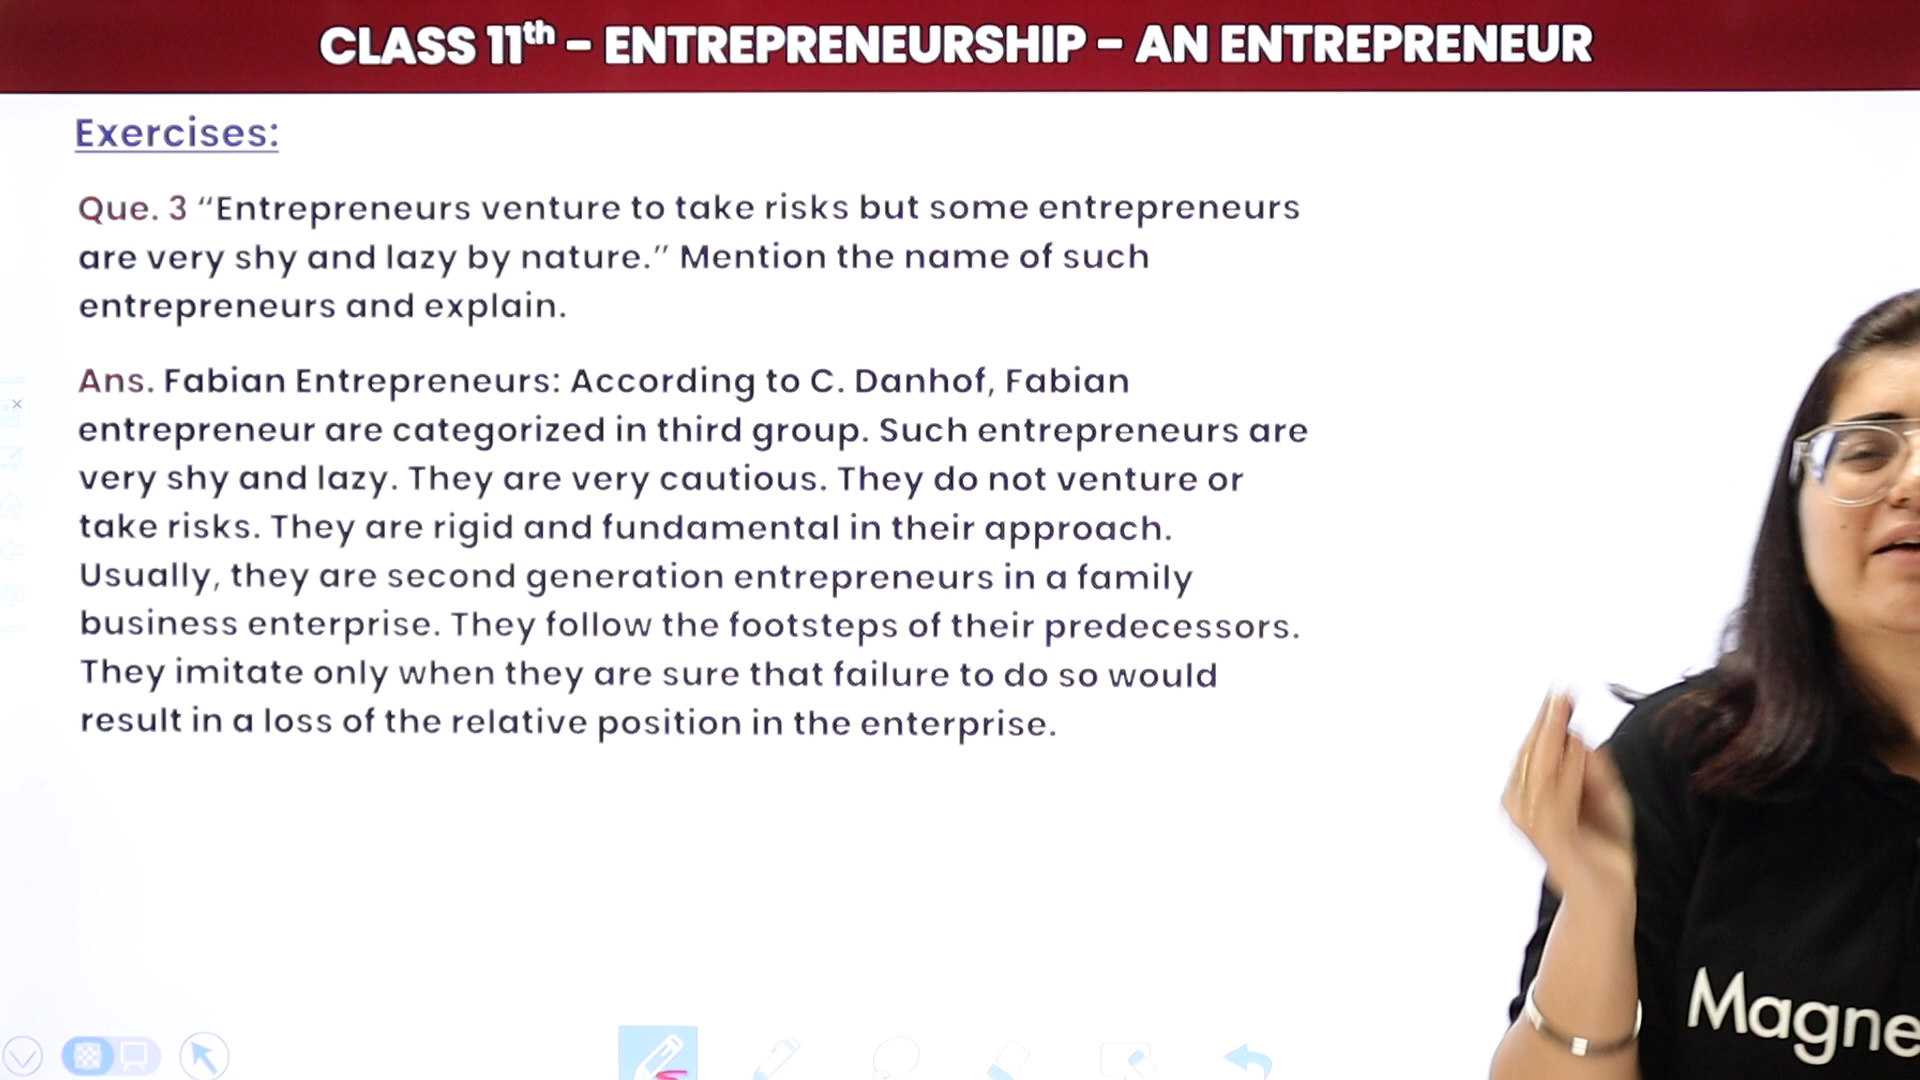 CLASS 11th – ENTREPRENEURSHIP – AN ENTREPRENEUR
Exercises:
Que. 3 “Entrepreneurs venture to take risks but some entrepreneurs
are very shy and lazy by nature.” Mention the name of such
entrepreneurs and explain.
Ans. Fabian Entrepreneurs: According to C. Danhof, Fabian
entrepreneur are categorized in third group. Such entrepreneurs are
very shy and lazy. They are very cautious. They do not venture or
take risks. They are rigid and fundamental in their approach.
Usually, they are second generation entrepreneurs in a family
business enterprise. They follow the footsteps of their predecessors.
They imitate only when they are sure that failure to do so would
result in a loss of the relative position in the enterprise.
Magne